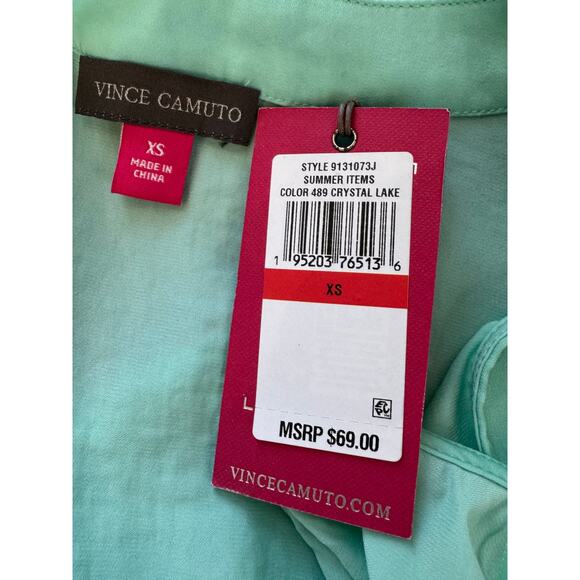 VINCE CAMUTO
XS
MADE IN
CHINA
STYLE 9131073J
SUMMER ITEMS
COLOR 489 CRYSTAL LAKE
1 95203 76513 6
XS
MSRP $69.00
VINCECAMUTO.COM